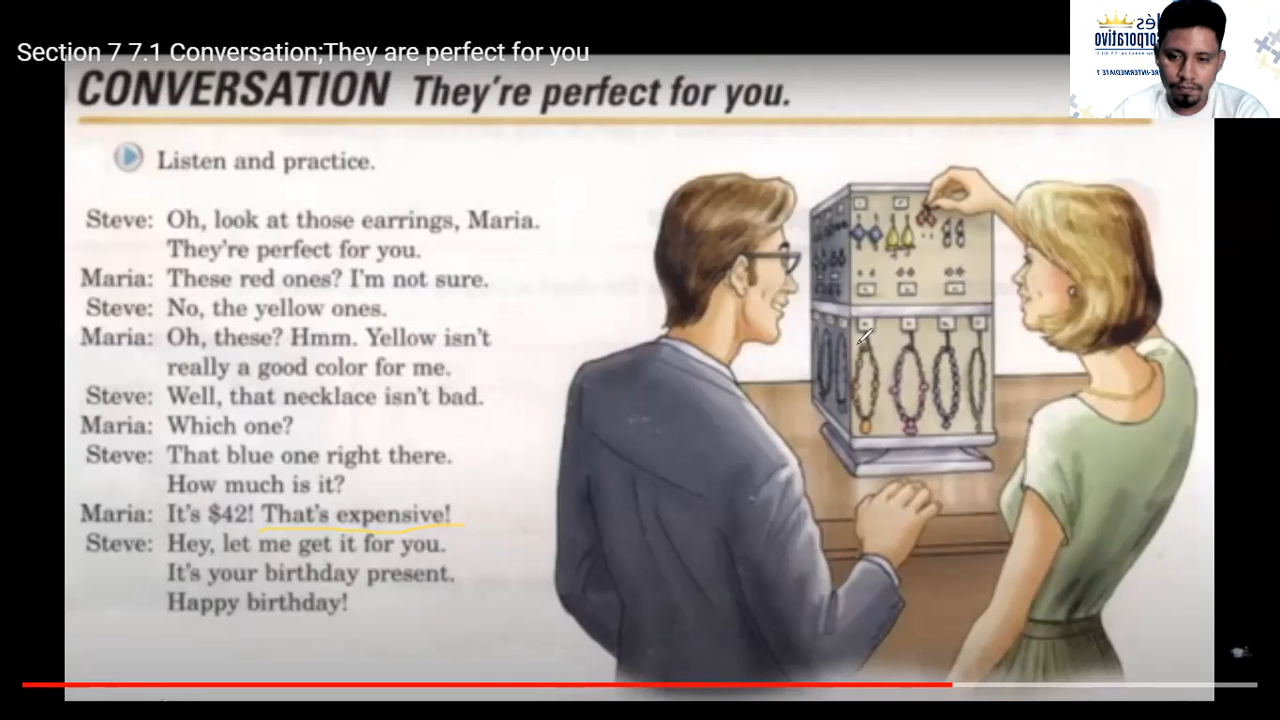 Section 7 7.1 Conversation;They are perfect for you
CONVERSATION They're perfect for you.
Listen and practice.
Steve: Oh, look at those earrings, Maria.
They're perfect for you.
Maria: These red ones? I'm not sure.
Steve: No, the yellow ones.
Maria: Oh, these? Hmm. Yellow isn't
really a good color for me.
Steve: Well, that necklace isn't bad.
Maria: Which one?
Steve: That blue one right there.
How much is it?
Maria: It's $42! That's expensive!
Steve: Hey, let me get it for you.
It's your birthday present.
Happy birthday!